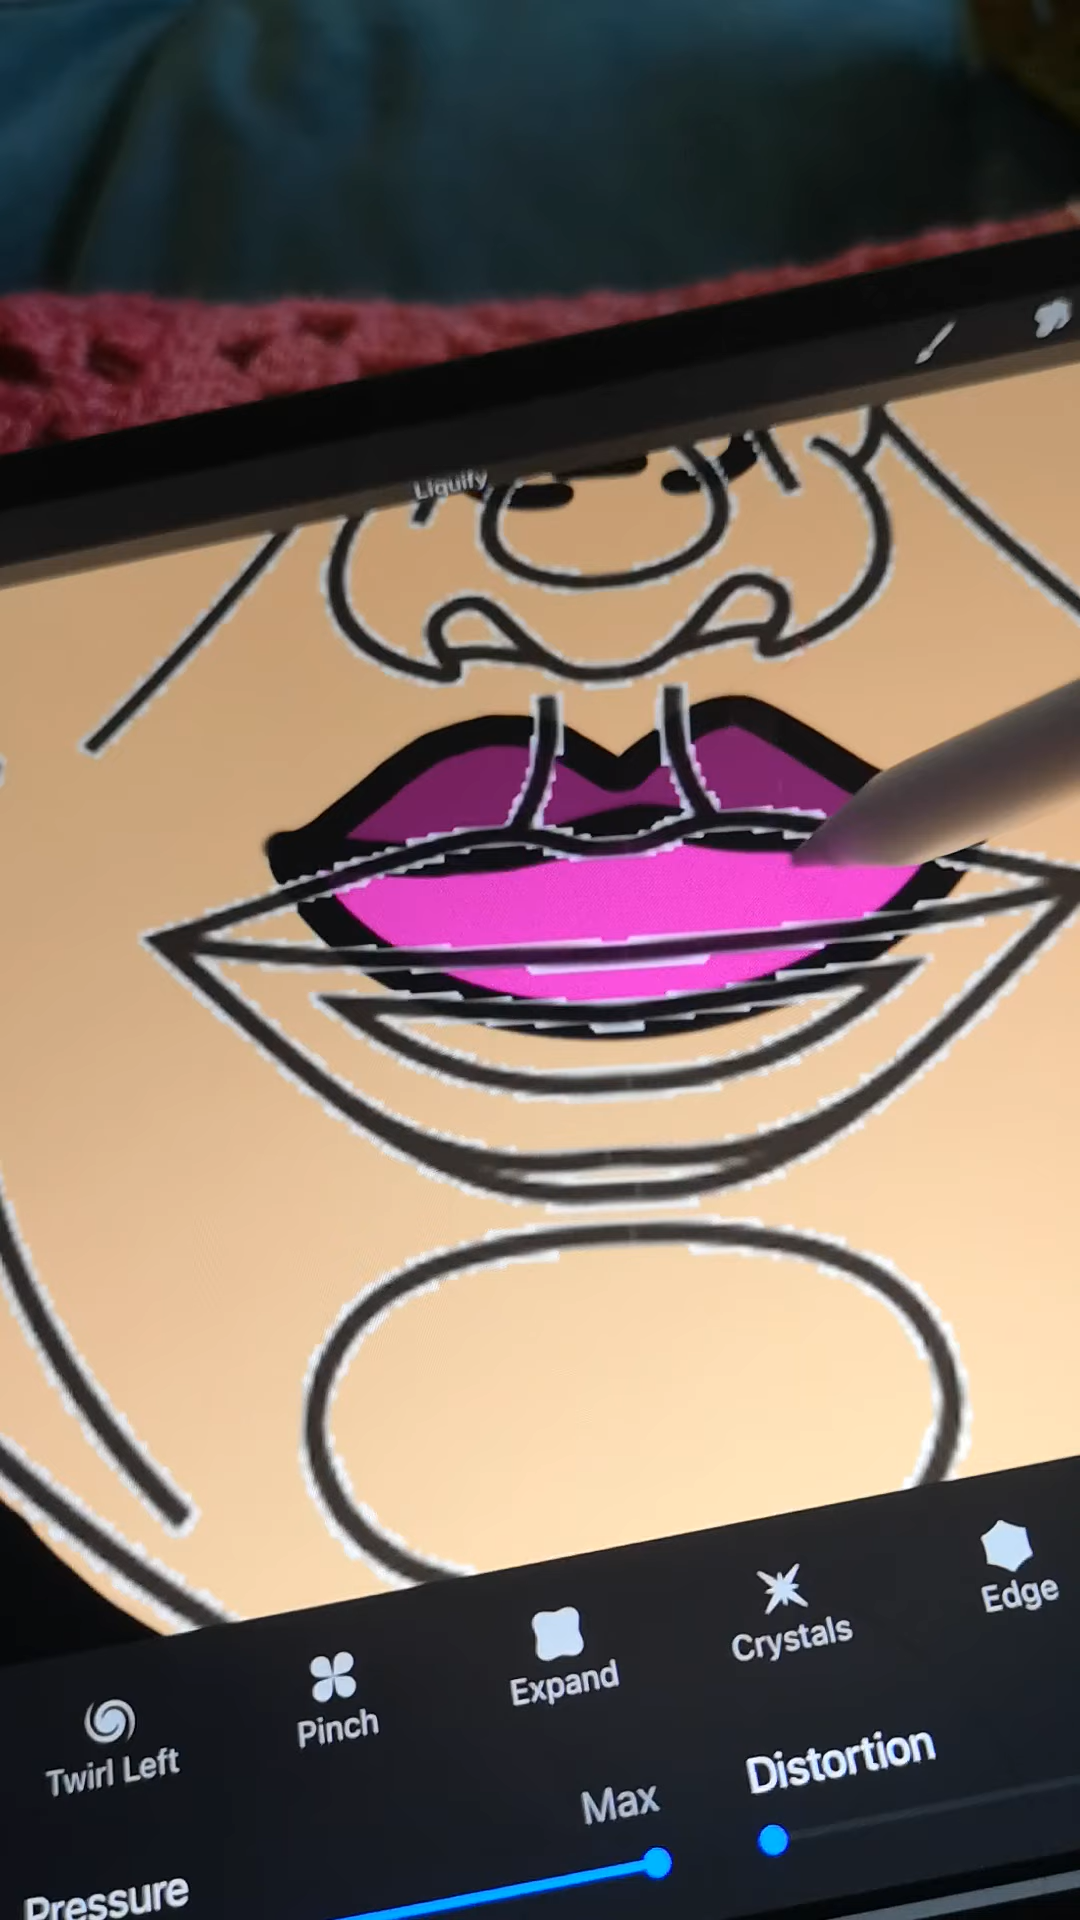 Liquify
Twirl Left
Pinch
Expand
Crystals
Edge
Pressure
Max
Distortion